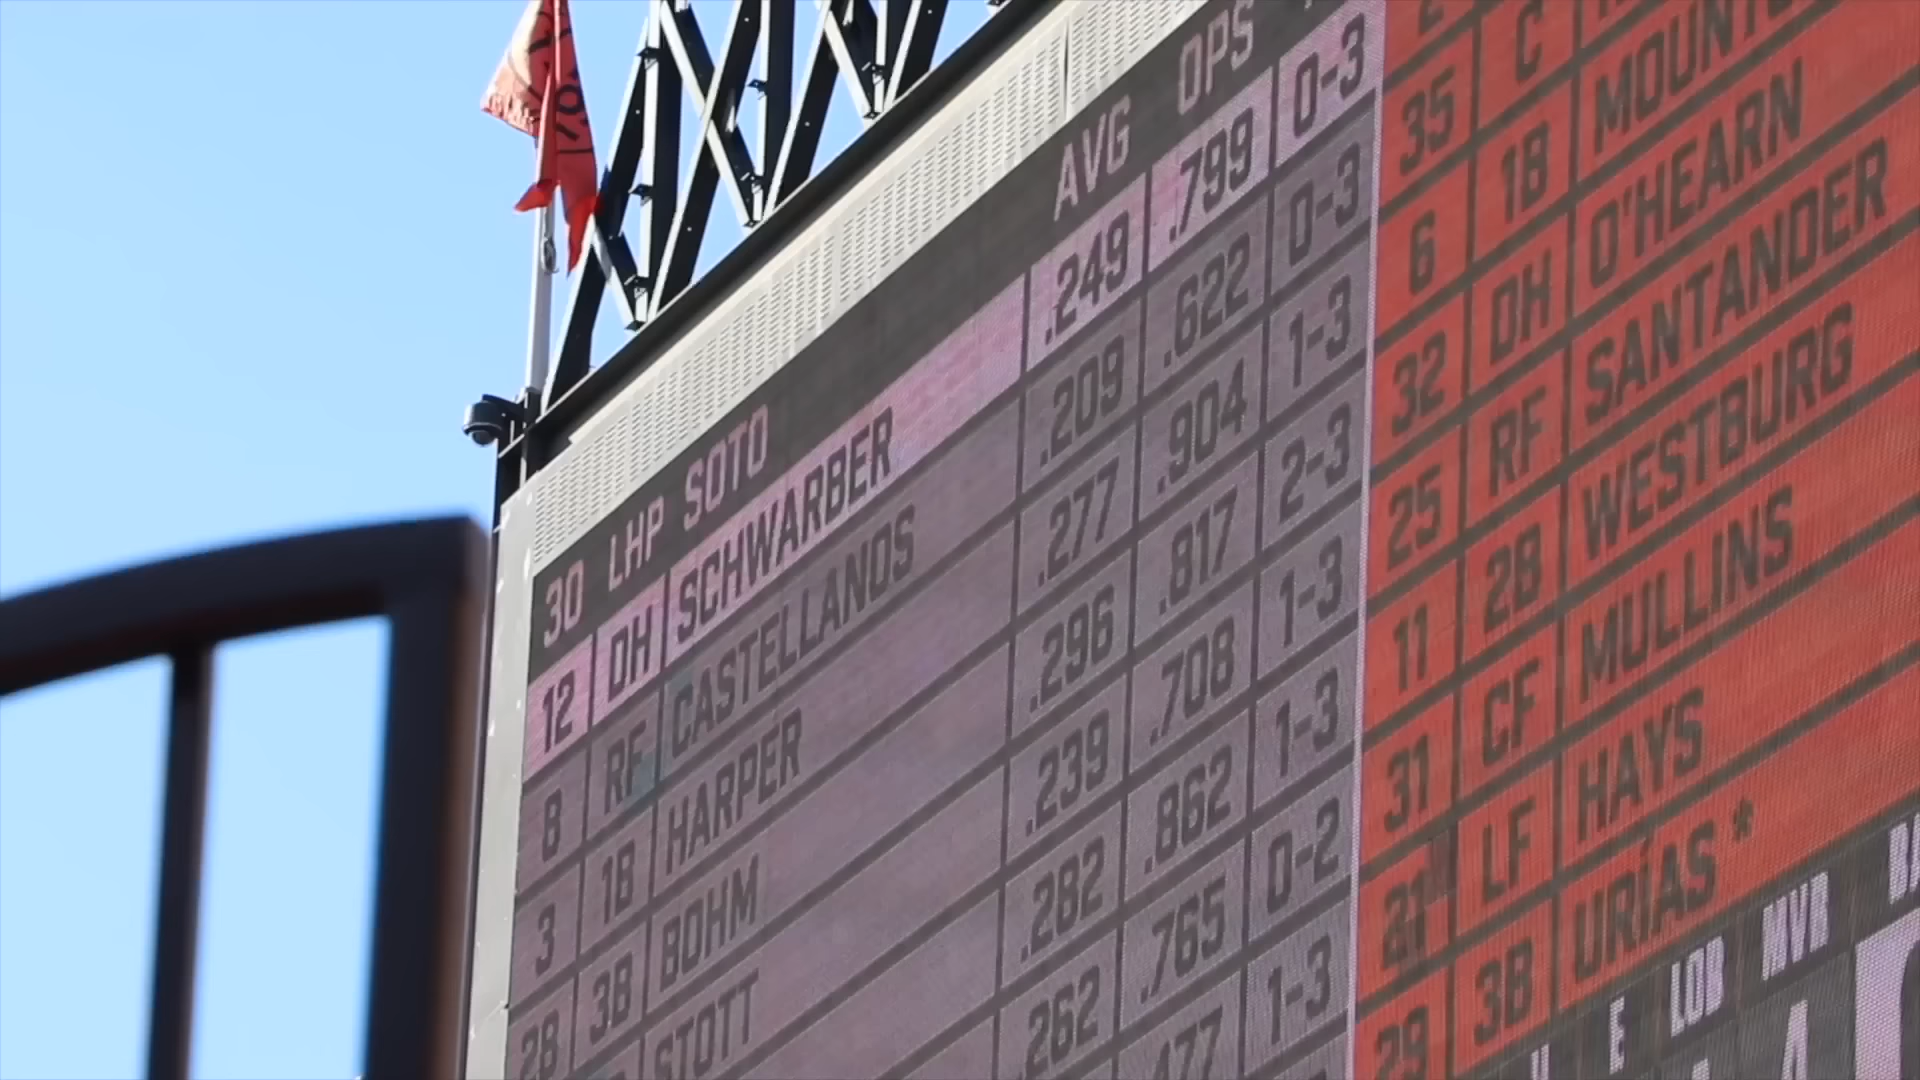 30 LHP SOTO AVG OPS
12 DH SCHWARBER .249 .799 0-3
8 RF CASTELLANOS .209 .622 0-3
3 1B HARPER .277 .904 1-3
28 3B BOHM .296 .817 2-3
STOTT .239 .708 1-3
.282 .862 1-3
.262 .765 0-2
1-3
35 C
6 1B
32 DH O'HEARN
25 RF SANTANDER
11 2B WESTBURG
31 CF MULLINS
21 LF HAYS
29 3B URÍAS *
E LOB MVR